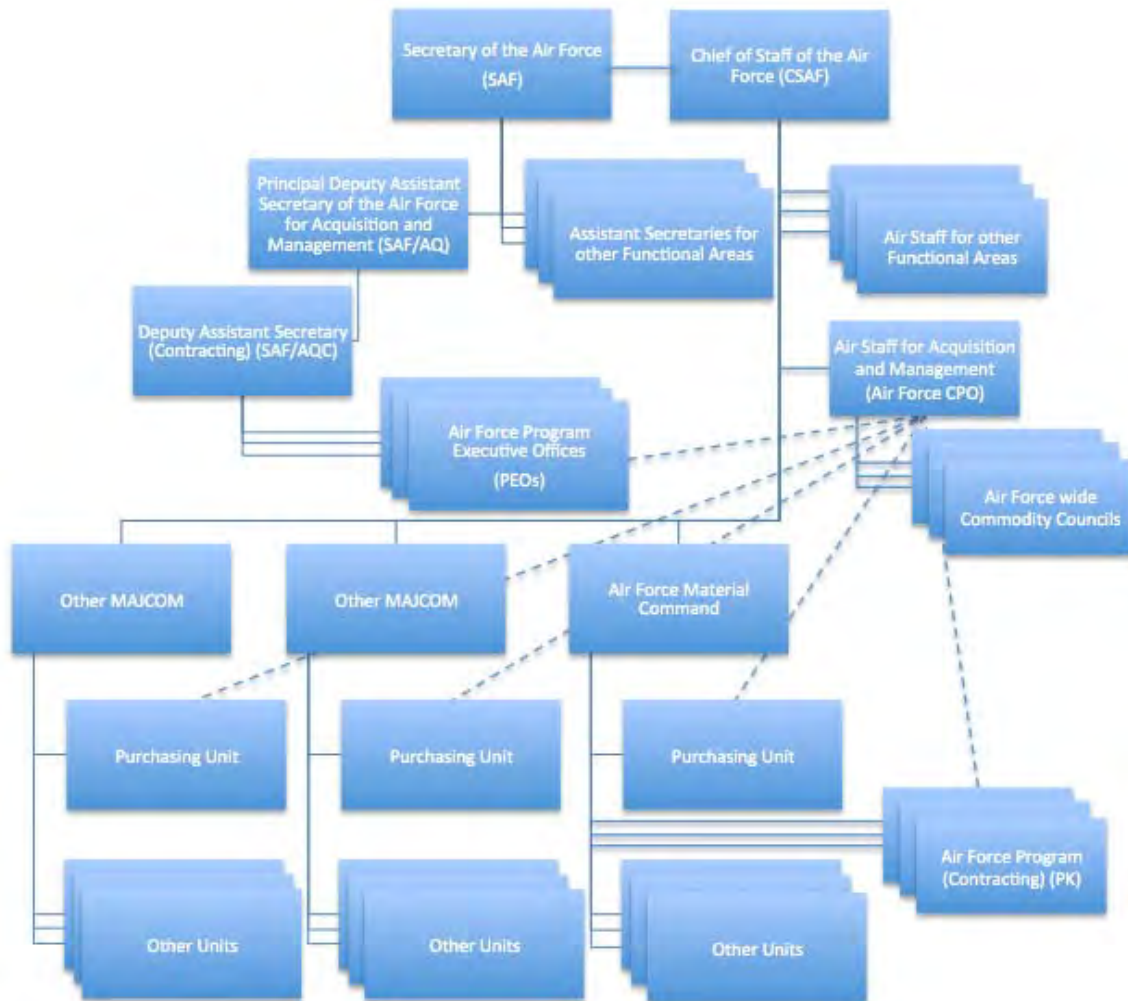 Secretary of the Air Force
(SAF)
Chief of Staff of the Air
Force (CSAF)
Principal Deputy Assistant
Secretary of the Air Force
for Acquisition and
Management (SAF/AQ)
Assistant Secretaries for
other Functional Areas
Air Staff for other
Functional Areas
Deputy Assistant Secretary
(Contracting) (SAF/AQC)
Air Staff for Acquisition
and Management
(Air Force CPO)
Air Force Program
Executive Offices
(PEOs)
Air Force wide
Commodity Councils
Other MAJCOM
Other MAJCOM
Air Force Material
Command
Purchasing Unit
Purchasing Unit
Purchasing Unit
Air Force Program
(Contracting) (PK)
Other Units
Other Units
Other Units